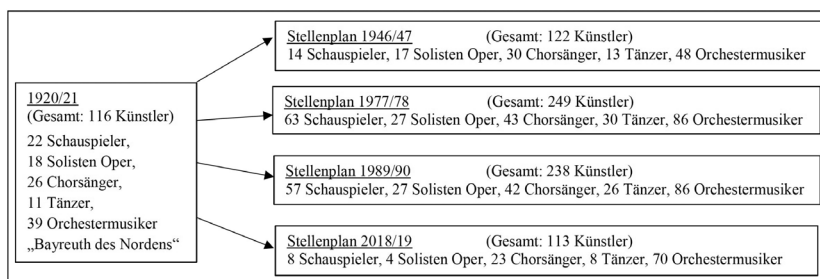 1920/21
(Gesamt: 116 Künstler)
22 Schauspieler,
18 Solisten Oper,
26 Chorsänger,
11 Tänzer,
39 Orchestermusiker
„Bayreuth des Nordens“
Stellenplan 1946/47 (Gesamt: 122 Künstler)
14 Schauspieler, 17 Solisten Oper, 30 Chorsänger, 13 Tänzer, 48 Orchestermusiker
Stellenplan 1977/78 (Gesamt: 249 Künstler)
63 Schauspieler, 27 Solisten Oper, 43 Chorsänger, 30 Tänzer, 86 Orchestermusiker
Stellenplan 1989/90 (Gesamt: 238 Künstler)
57 Schauspieler, 27 Solisten Oper, 42 Chorsänger, 26 Tänzer, 86 Orchestermusiker
Stellenplan 2018/19 (Gesamt: 113 Künstler)
8 Schauspieler, 4 Solisten Oper, 23 Chorsänger, 8 Tänzer, 70 Orchestermusiker